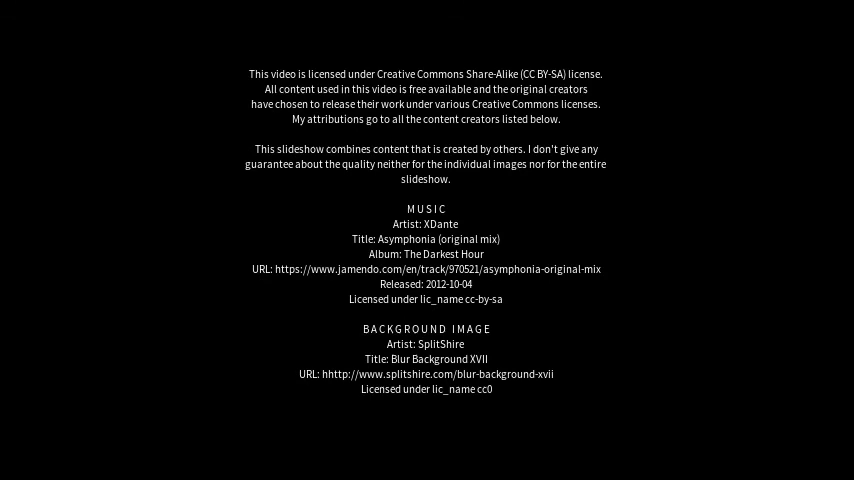 This video is licensed under Creative Commons Share-Alike (CC BY-SA) license.
All content used in this video is free available and the original creators
have chosen to release their work under various Creative Commons licenses.
My attributions go to all the content creators listed below.
This slideshow combines content that is created by others. I don't give any
guarantee about the quality neither for the individual images nor for the entire
slideshow.
MUSIC
Artist: XDante
Title: Asymphonia (original mix)
Album: The Darkest Hour
URL: https://www.jamendo.com/en/track/970521/asymphonia-original-mix
Released: 2012-10-04
Licensed under lic_name cc-by-sa
BACKGROUND IMAGE
Artist: SplitShire
Title: Blur Background XVII
URL: hhttp://www.splitshire.com/blur-background-xvii
Licensed under lic_name cc0